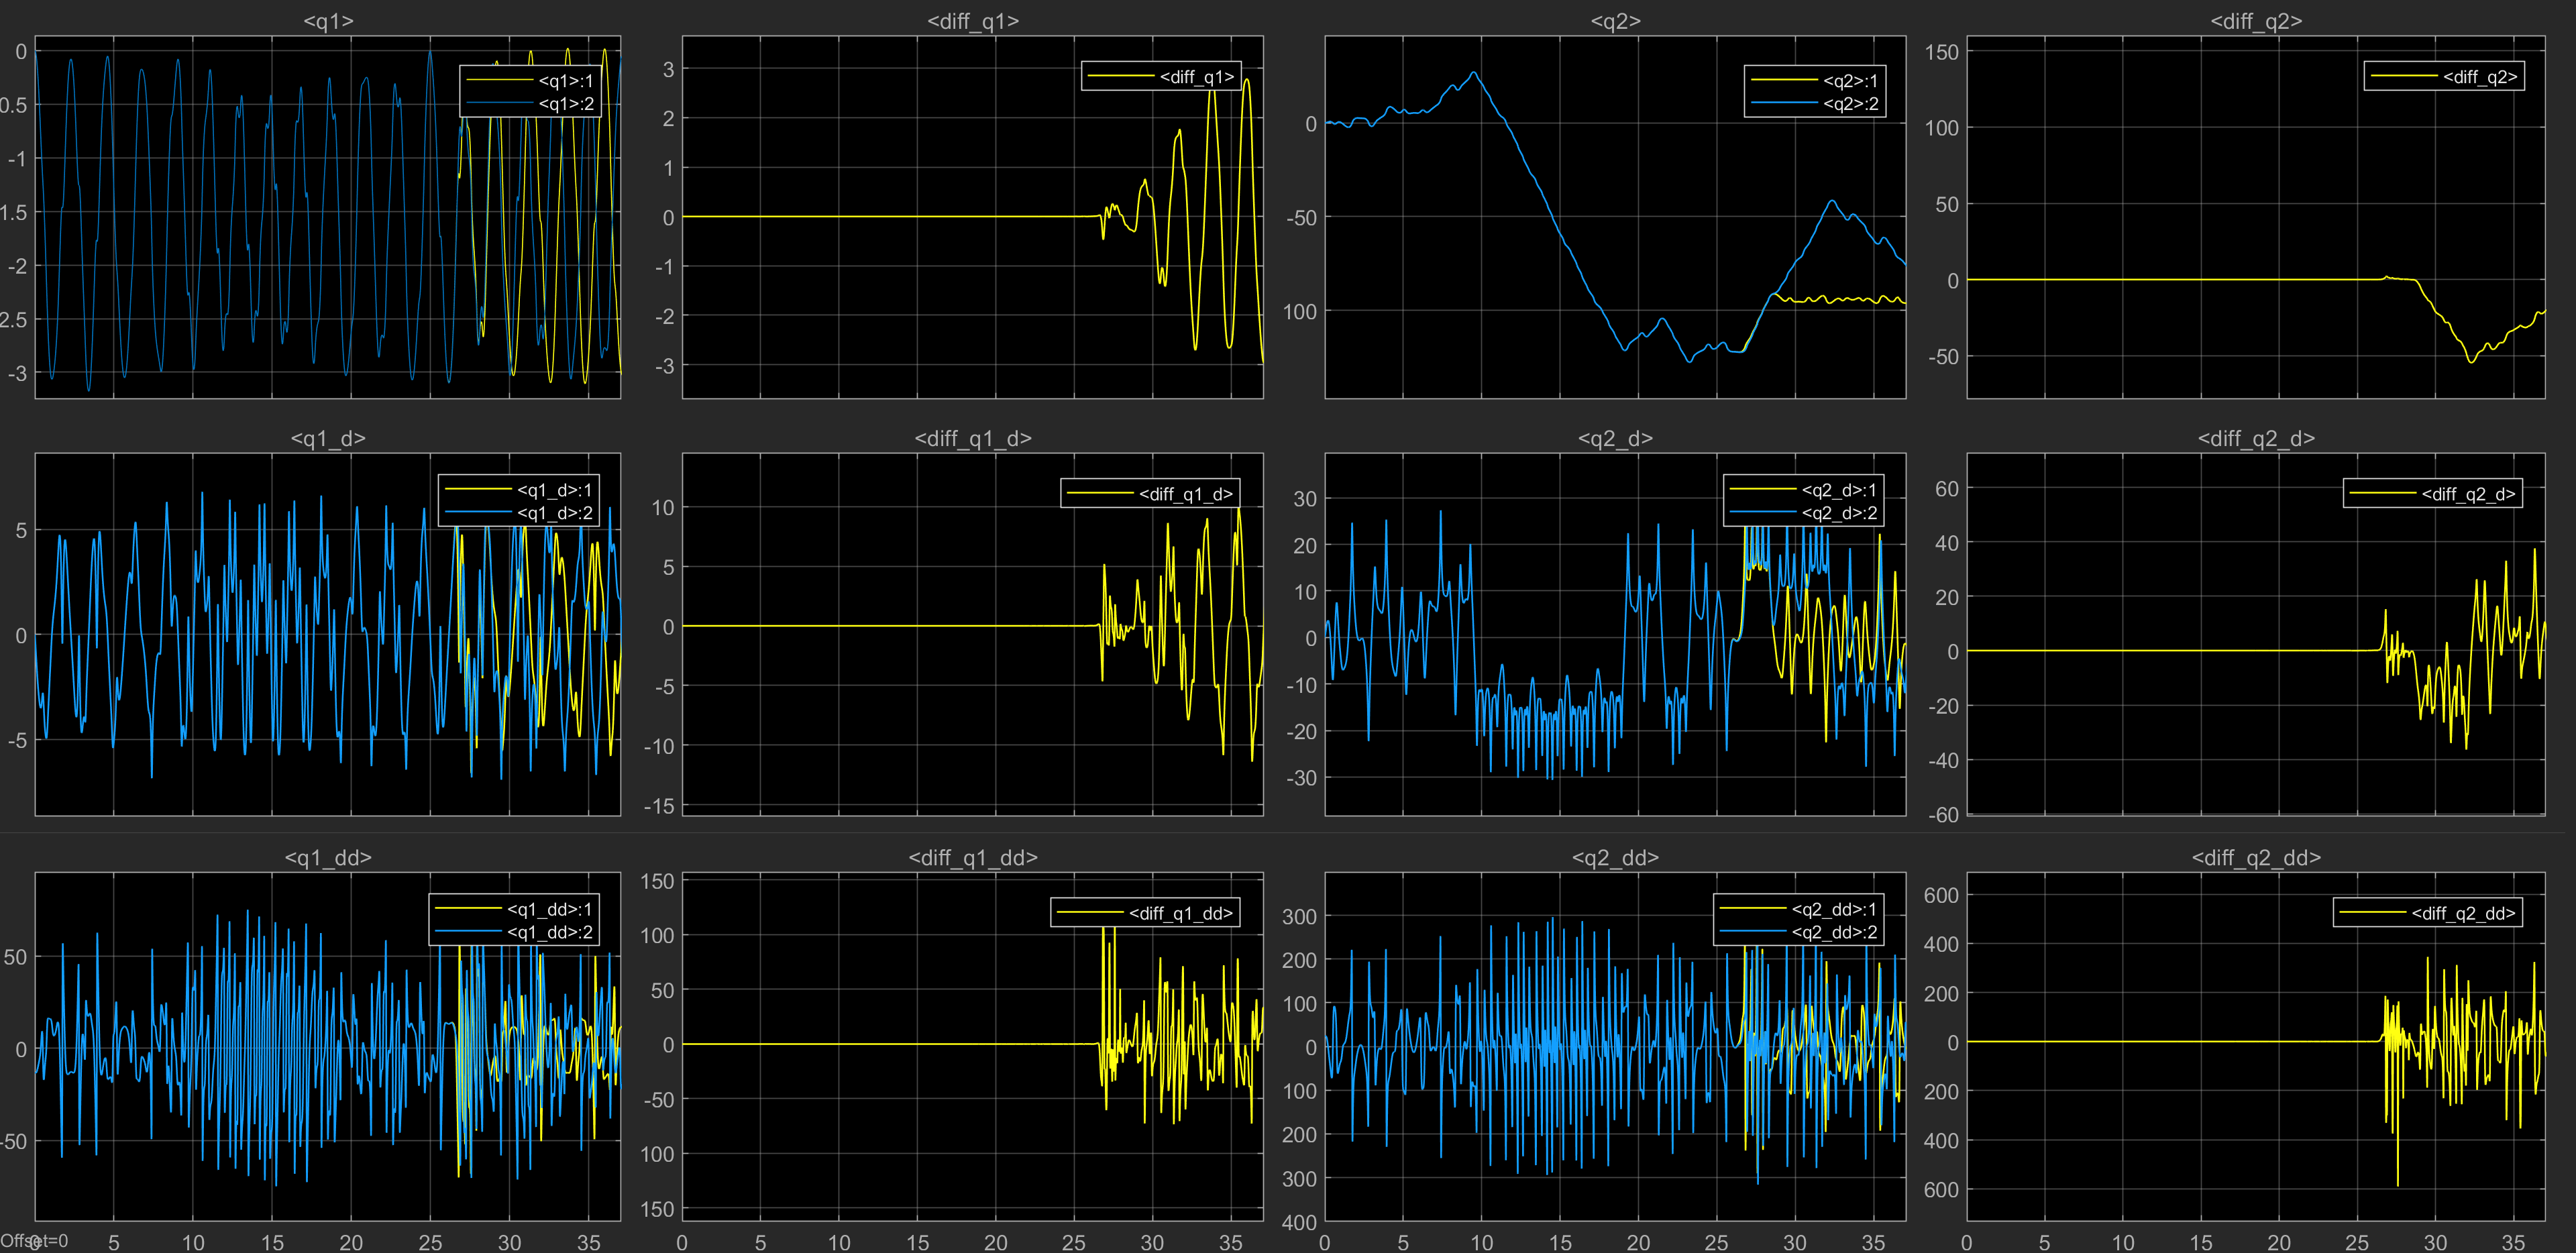 <q1>
<diff_q1>
<q2>
<diff_q2>
0
0.5
-1
1.5
-2
2.5
-3
<q1>:1
<q1>:2
3
2
1
0
-1
-2
-3
<diff_q1>
0
-50
100
<q2>:1
<q2>:2
150
100
50
0
-50
<diff_q2>
<q1_d>
<diff_q1_d>
<q2_d>
<diff_q2_d>
5
0
-5
<q1_d>:1
<q1_d>:2
10
5
0
-5
-10
-15
<diff_q1_d>
30
20
10
0
-10
-20
-30
<q2_d>:1
<q2_d>:2
60
40
20
0
-20
-40
-60
<diff_q2_d>
<q1_dd>
<diff_q1_dd>
<q2_dd>
<diff_q2_dd>
50
0
-50
<q1_dd>:1
<q1_dd>:2
150
100
50
0
-50
100
150
<diff_q1_dd>
300
200
100
0
100
200
300
400
<q2_dd>:1
<q2_dd>:2
600
400
200
0
200
400
600
<diff_q2_dd>
0 5 10 15 20 25 30 35
0 5 10 15 20 25 30 35
0 5 10 15 20 25 30 35
0 5 10 15 20 25 30 35
Offset=0